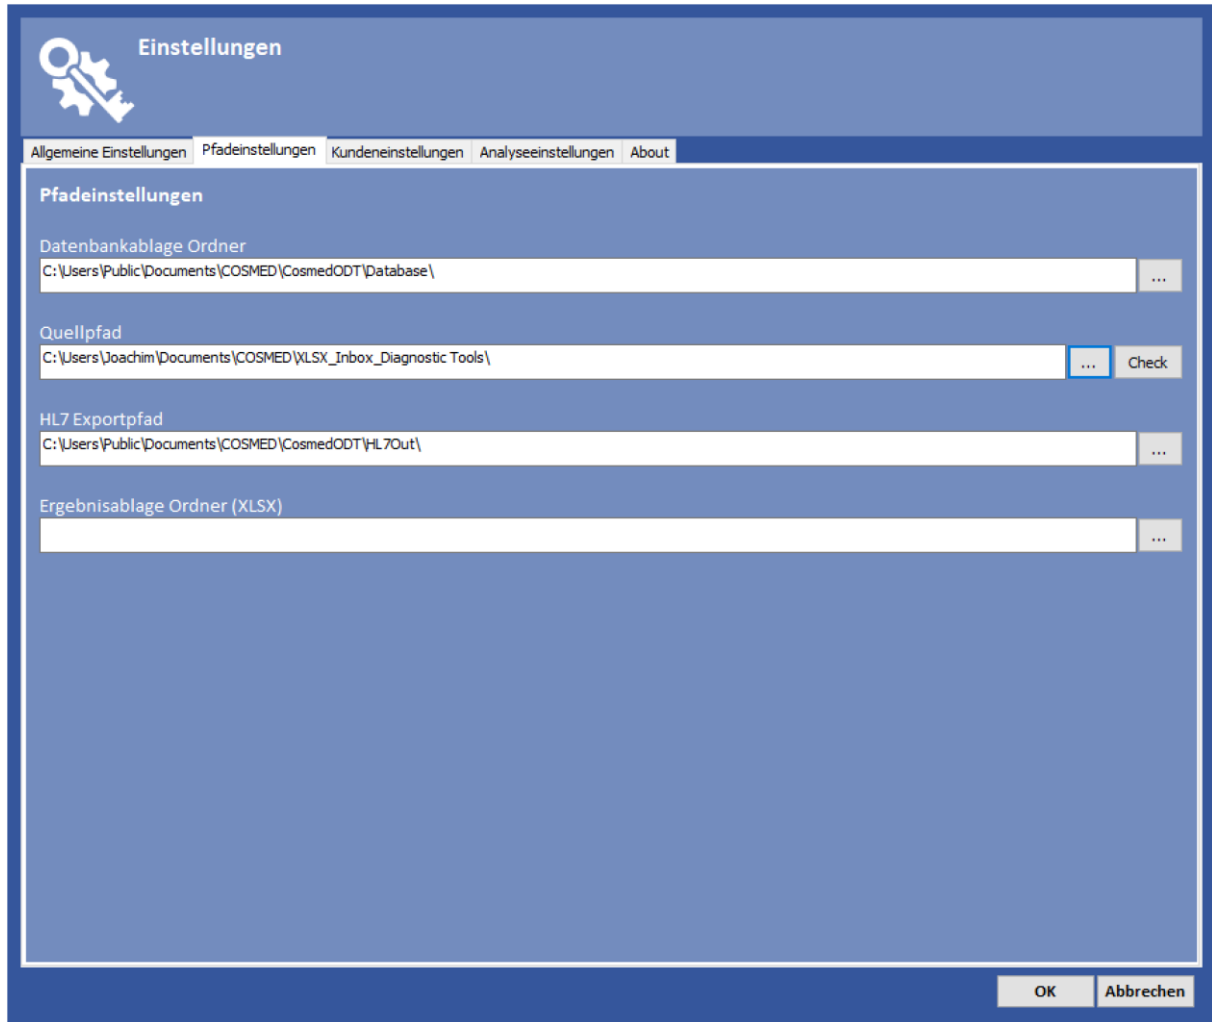 Einstellungen
Allgemeine Einstellungen Pfadeinstellungen Kundeneinstellungen Analyseeinstellungen About
Pfadeinstellungen
Datenbankablage Ordner
C:\Users\Public\Documents\COSMED\CosmedODT\Database\ ...
Quellpfad
C:\Users\Joachim\Documents\COSMED\XLSX_Inbox_Diagnostic Tools\ ... Check
HL7 Exportpfad
C:\Users\Public\Documents\COSMED\CosmedODT\HL7Out\ ...
Ergebnisablage Ordner (XLSX)
...
OK Abbrechen